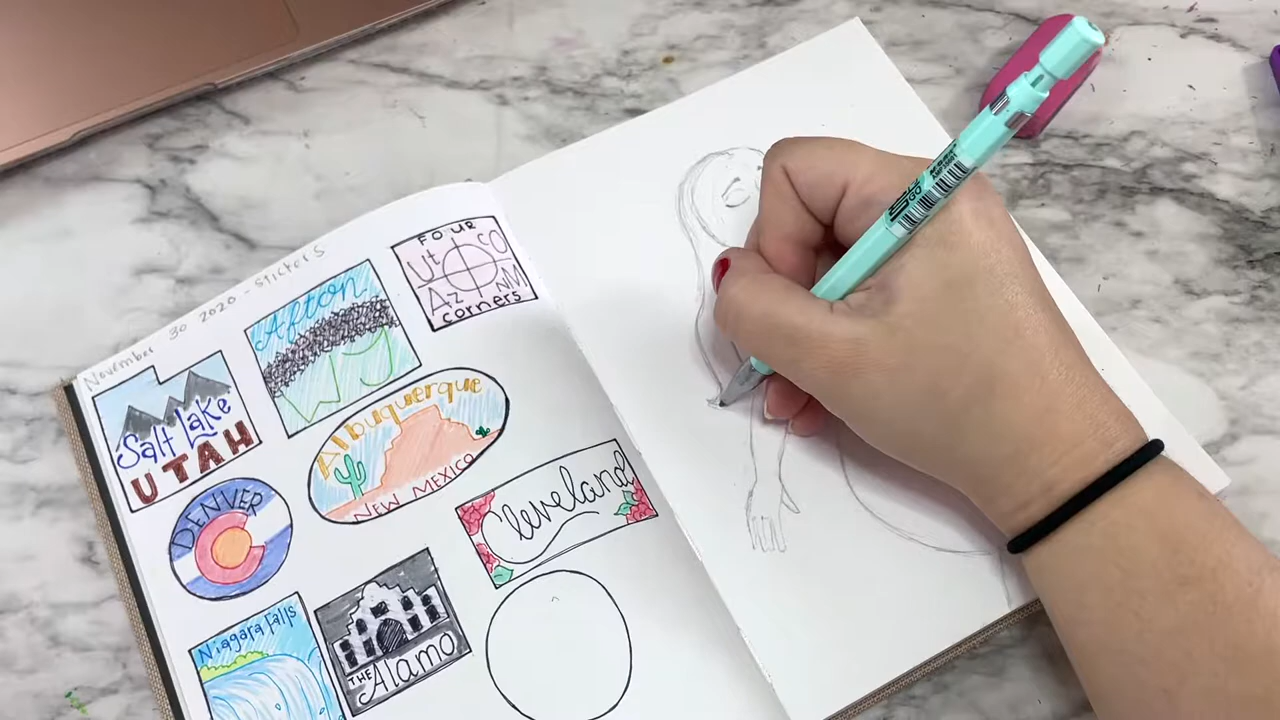 November 30 2020 - Stickers
FOUR
Ut CO
AZ NM
corners
Afton
WY
Salt Lake
UTAH
Albuquerque
NEW MEXICO
DENVER
Cleveland
Niagara Falls
THE
Alamo